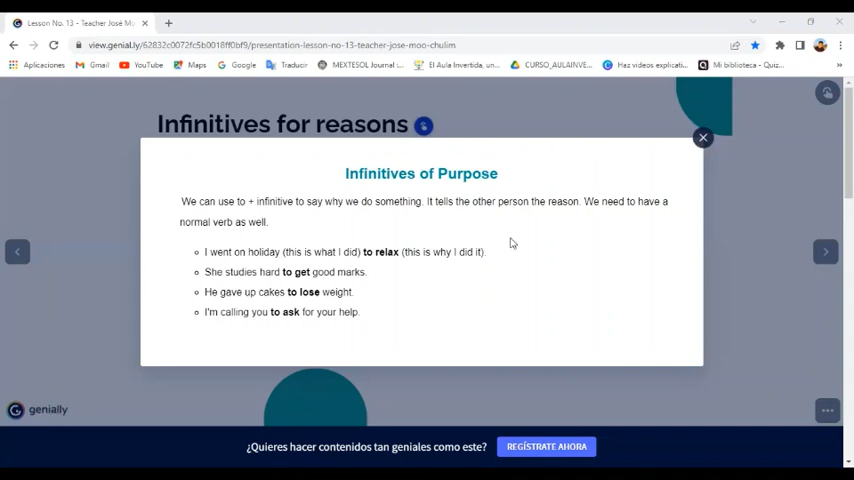 Lesson No. 13 - Teacher José Mo
view.genial.ly/62832c0072fc5b0018ff0bf9/presentation-lesson-no-13-teacher-jose-moo-chulim
Aplicaciones Gmail YouTube Maps Google Traducir MEXTESOL Journal :... El Aula Invertida, un... CURSO_AULAINVE... Haz videos explicati... Mi biblioteca - Quiz... »
Infinitives for reasons
Infinitives of Purpose
We can use to + infinitive to say why we do something. It tells the other person the reason. We need to have a
normal verb as well.
I went on holiday (this is what I did) to relax (this is why I did it).
She studies hard to get good marks.
He gave up cakes to lose weight.
I'm calling you to ask for your help.
genially
¿Quieres hacer contenidos tan geniales como este? REGÍSTRATE AHORA